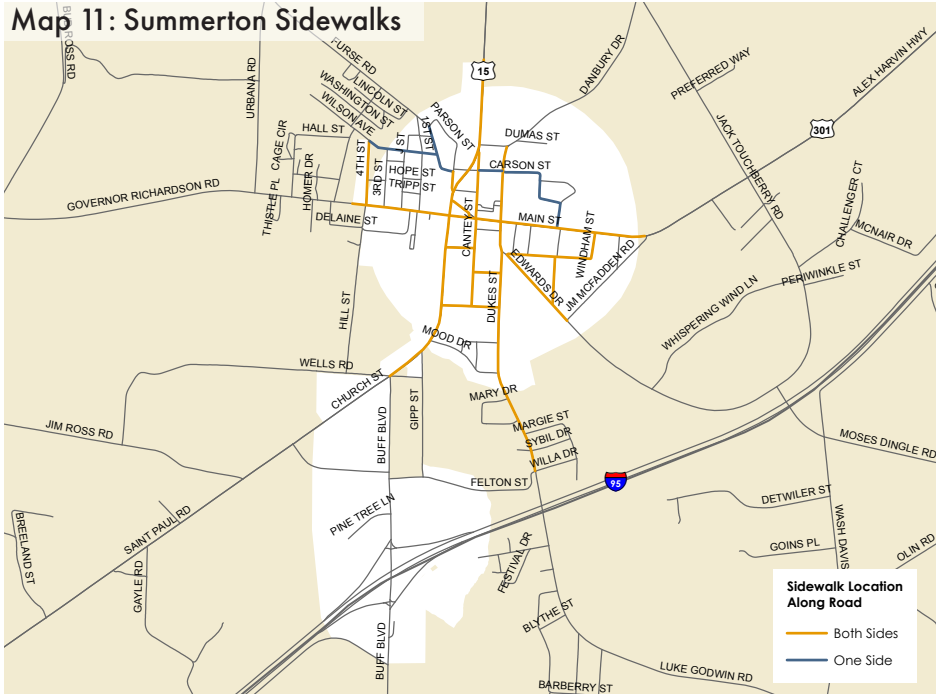 Map 11: Summerton Sidewalks
ROSS RD
URBANA RD
FURSE RD
LINCOLN ST
WASHINGTON ST
WILSON AVE
HALL ST
CAGE CIR
HOMER DR
THISTLE PL
GOVERNOR RICHARDSON RD
4TH ST
3RD ST
1ST ST
J ST
HOPE ST
TRIPP ST
DELAINE ST
PARSON ST
15
DUMAS ST
CARSON ST
DANBURY DR
PREFERRED WAY
ALEX HARVIN HWY
301
JACK TOUCHBERRY RD
CHALLENGER CT
MCNAIR DR
PERIWINKLE ST
WHISPERING WIND LN
MAIN ST
WINDHAM ST
CANTEY ST
EDWARDS DR
JM MCFADDEN RD
DUKES ST
HILL ST
MOOD DR
WELLS RD
CHURCH ST
GIPP ST
BUFF BLVD
MARY DR
MARGIE ST
SYBIL DR
WILLA DR
FELTON ST
JIM ROSS RD
95
MOSES DINGLE RD
DETWILER ST
GOINS PL
WASH DAVIS
OLIN RD
SAINT PAUL RD
BREELAND ST
GAYLE RD
PINE TREE LN
FESTIVAL DR
BLYTHE ST
BUFF BLVD
LUKE GODWIN RD
BARBERRY ST
Sidewalk Location
Along Road
Both Sides
One Side